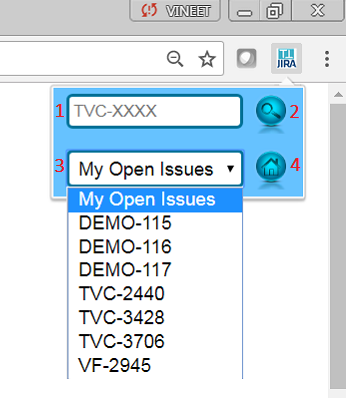 VINEET
T1
JIRA
1 TVC-XXXX 2
3 My Open Issues 4
My Open Issues
DEMO-115
DEMO-116
DEMO-117
TVC-2440
TVC-3428
TVC-3706
VF-2945